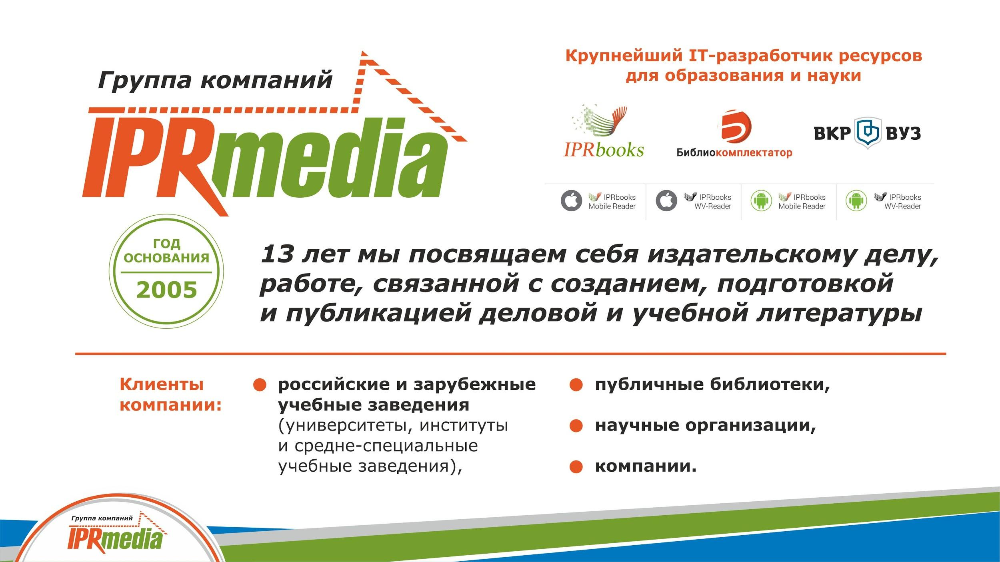 Группа компаний
IPRmedia
Крупнейший IT-разработчик ресурсов
для образования и науки
IPRbooks
Библиокомплектатор
ВКР ВУЗ
IPRbooks
Mobile Reader
IPRbooks
WV-Reader
IPRbooks
Mobile Reader
IPRbooks
WV-Reader
ГОД
ОСНОВАНИЯ
2005
13 лет мы посвящаем себя издательскому делу,
работе, связанной с созданием, подготовкой
и публикацией деловой и учебной литературы
Клиенты
компании:
российские и зарубежные
учебные заведения
(университеты, институты
и средне-специальные
учебные заведения),
публичные библиотеки,
научные организации,
компании.
Группа компаний
IPRmedia